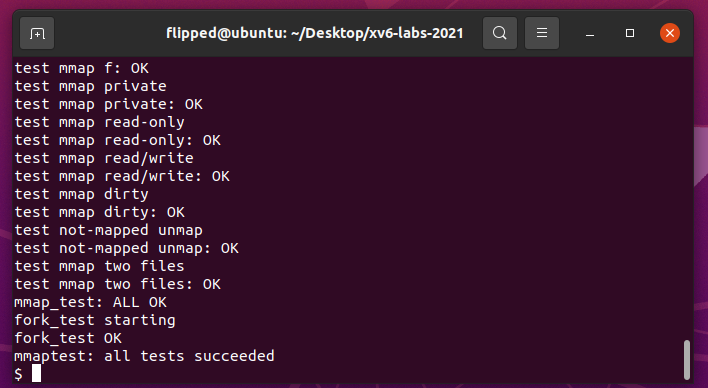 flipped@ubuntu: ~/Desktop/xv6-labs-2021
test mmap f: OK
test mmap private
test mmap private: OK
test mmap read-only
test mmap read-only: OK
test mmap read/write
test mmap read/write: OK
test mmap dirty
test mmap dirty: OK
test not-mapped unmap
test not-mapped unmap: OK
test mmap two files
test mmap two files: OK
mmap_test: ALL OK
fork_test starting
fork_test OK
mmaptest: all tests succeeded
$